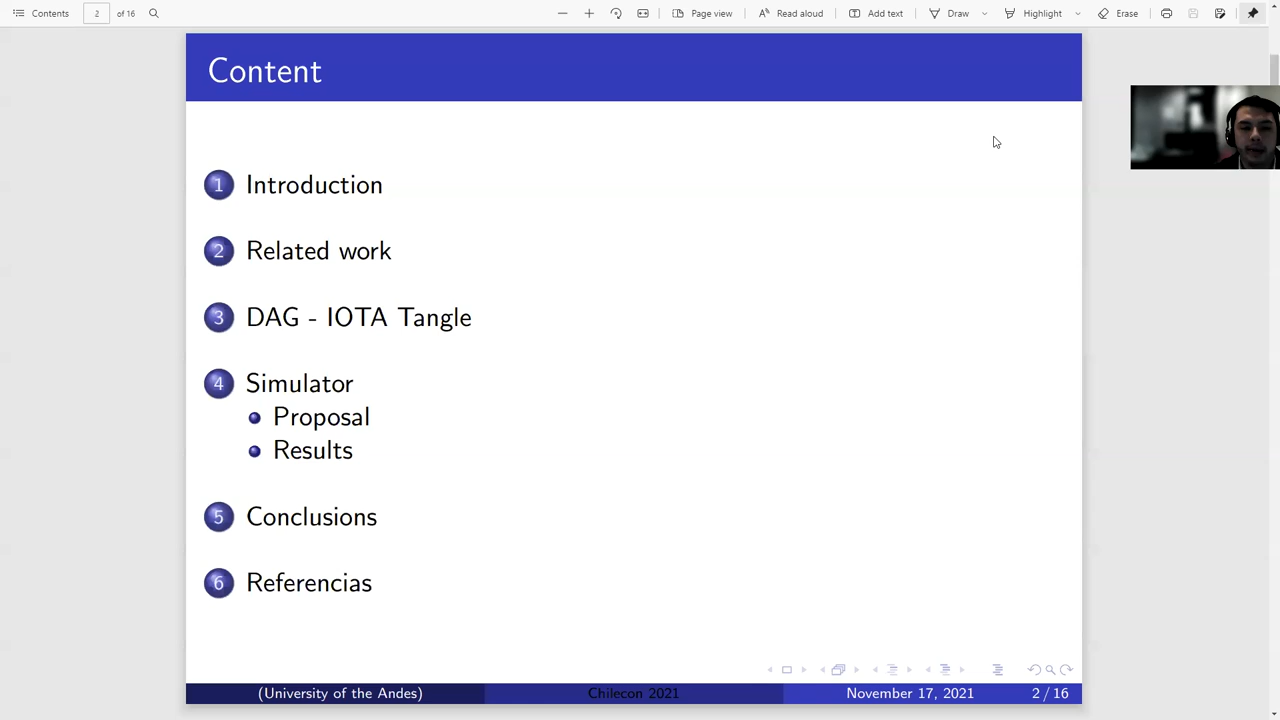 Contents
2
of 16
Page view
Read aloud
Add text
Draw
Highlight
Erase
Content
1 Introduction
2 Related work
3 DAG - IOTA Tangle
4 Simulator
Proposal
Results
5 Conclusions
6 Referencias
(University of the Andes)
Chilecon 2021
November 17, 2021
2 / 16